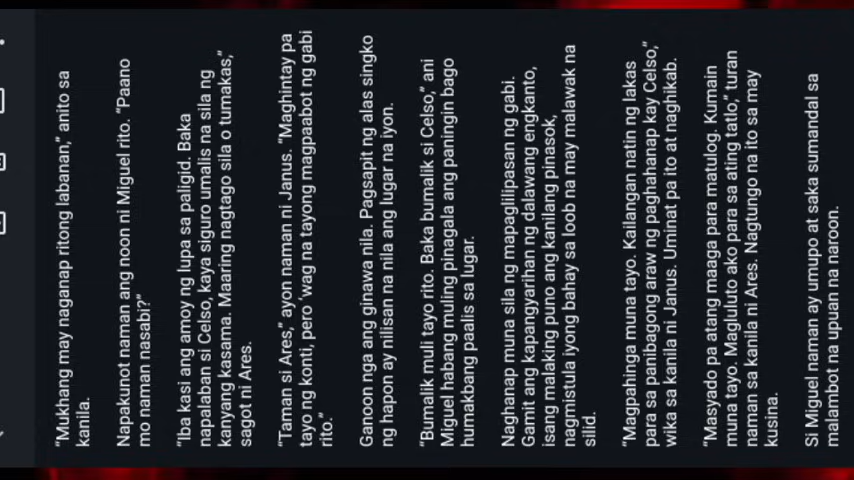 “Mukhang may naganap ritong labanan,” anito sa
kanila.
Napakunot naman ang noon ni Miguel rito. “Paano
mo naman nasabi?”
“Iba kasi ang amoy ng lupa sa paligid. Baka
napalaban si Celso, kaya siguro umalis na sila ng
kanyang kasama. Maaring nagtago sila o tumakas,”
sagot ni Ares.
“Taman si Ares,” ayon naman ni Janus. “Maghintay pa
tayo ng konti, pero ‘wag na tayong magpaabot ng gabi
rito.”
Ganoon nga ang ginawa nila. Pagsapit ng alas singko
ng hapon ay nilisan na nila ang lugar na iyon.
“Bumalik muli tayo rito. Baka bumalik si Celso,” ani
Miguel habang muling pinagala ang paningin bago
humakbang paalis sa lugar.
Naghanap muna sila ng mapaglilipasan ng gabi.
Gamit ang kapangyarihan ng dalawang engkanto,
isang malaking puno ang kanilang pinasok,
nagmistula iyong bahay sa loob na may malawak na
silid.
“Magpahinga muna tayo. Kailangan natin ng lakas
para sa panibagong araw ng paghahanap kay Celso,”
wika sa kanila ni Janus. Uminat pa ito at naghikab.
“Masyado pa atang maaga para matulog. Kumain
muna tayo. Magluluto ako para sa ating tatlo,” turan
naman sa kanila ni Ares. Nagtungo na ito sa may
kusina.
Si Miguel naman ay umupo at saka sumandal sa
malambot na upuan na naroon.